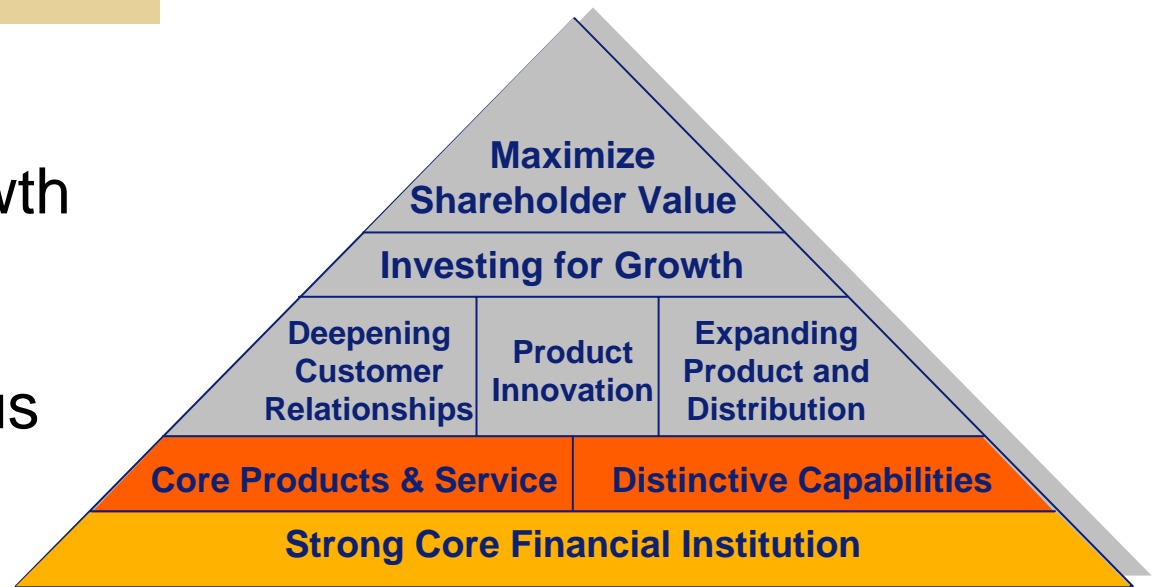 Maximize
Shareholder Value
wth
Investing for Growth
Deepening
Customer
Relationships
Product
Innovation
Expanding
Product and
Distribution
us
Core Products & Service
Distinctive Capabilities
Strong Core Financial Institution